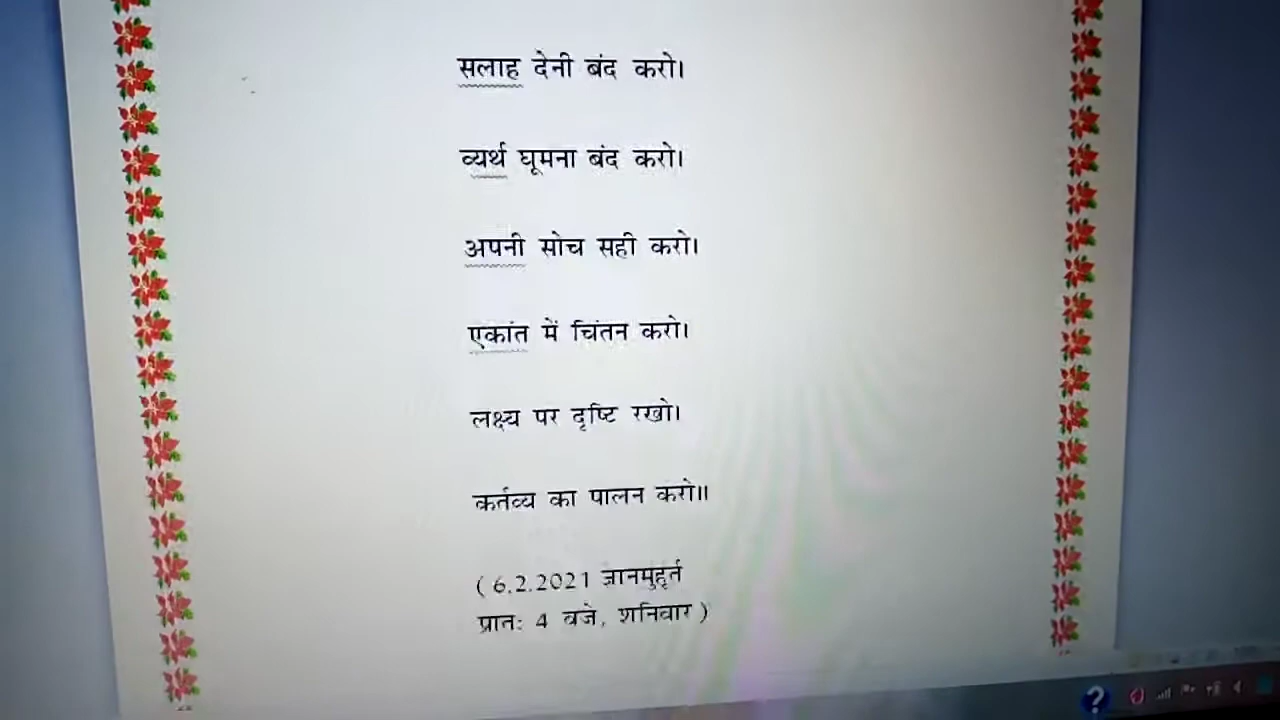 सलाह देनी बंद करो।
व्यर्थ घूमना बंद करो।
अपनी सोच सही करो।
एकांत में चिंतन करो।
लक्ष्य पर दृष्टि रखो।
कर्तव्य का पालन करो॥
( 6.2.2021 ज्ञानमुहूर्त
प्रातः 4 बजे, शनिवार )